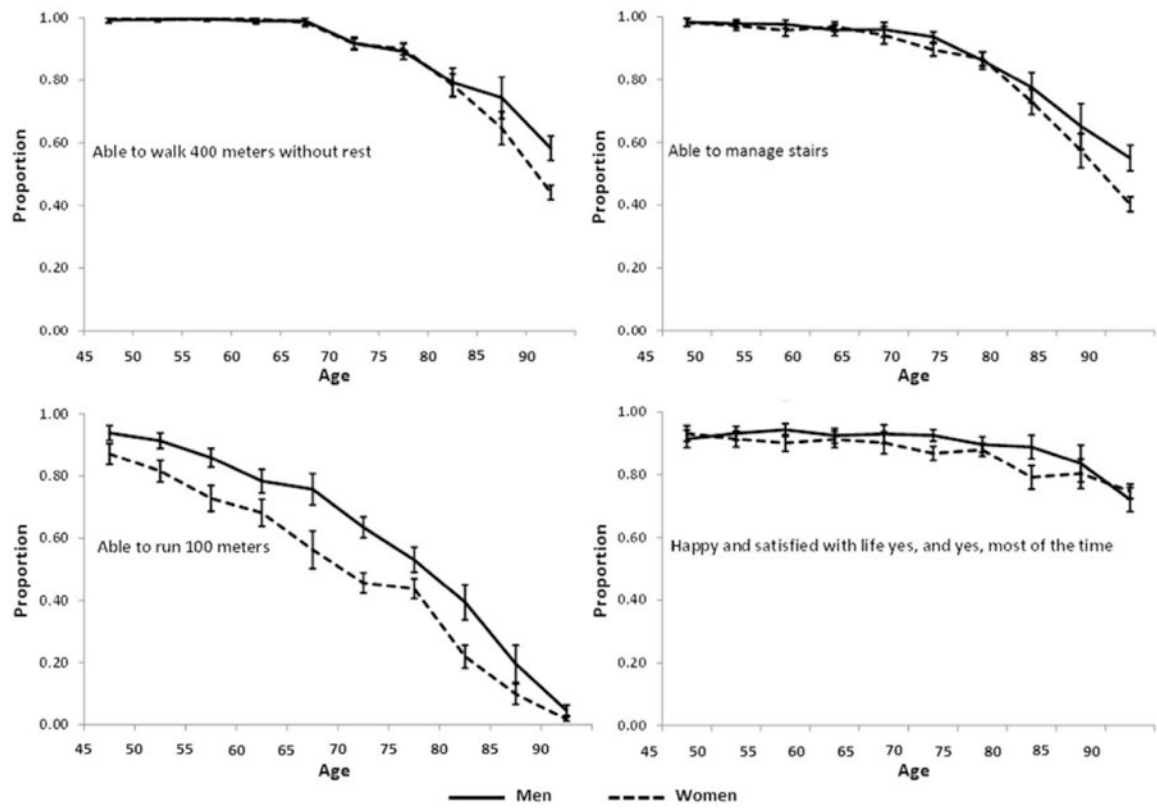 1.00
0.80
0.60
0.40
0.20
0.00
Proportion
Able to walk 400 meters without rest
45 50 55 60 65 70 75 80 85 90
Age
1.00
0.80
0.60
0.40
0.20
0.00
Proportion
Able to manage stairs
45 50 55 60 65 70 75 80 85 90
Age
1.00
0.80
0.60
0.40
0.20
0.00
Proportion
Able to run 100 meters
45 50 55 60 65 70 75 80 85 90
Age
1.00
0.80
0.60
0.40
0.20
0.00
Proportion
Happy and satisfied with life yes, and yes, most of the time
45 50 55 60 65 70 75 80 85 90
Age
Men Women